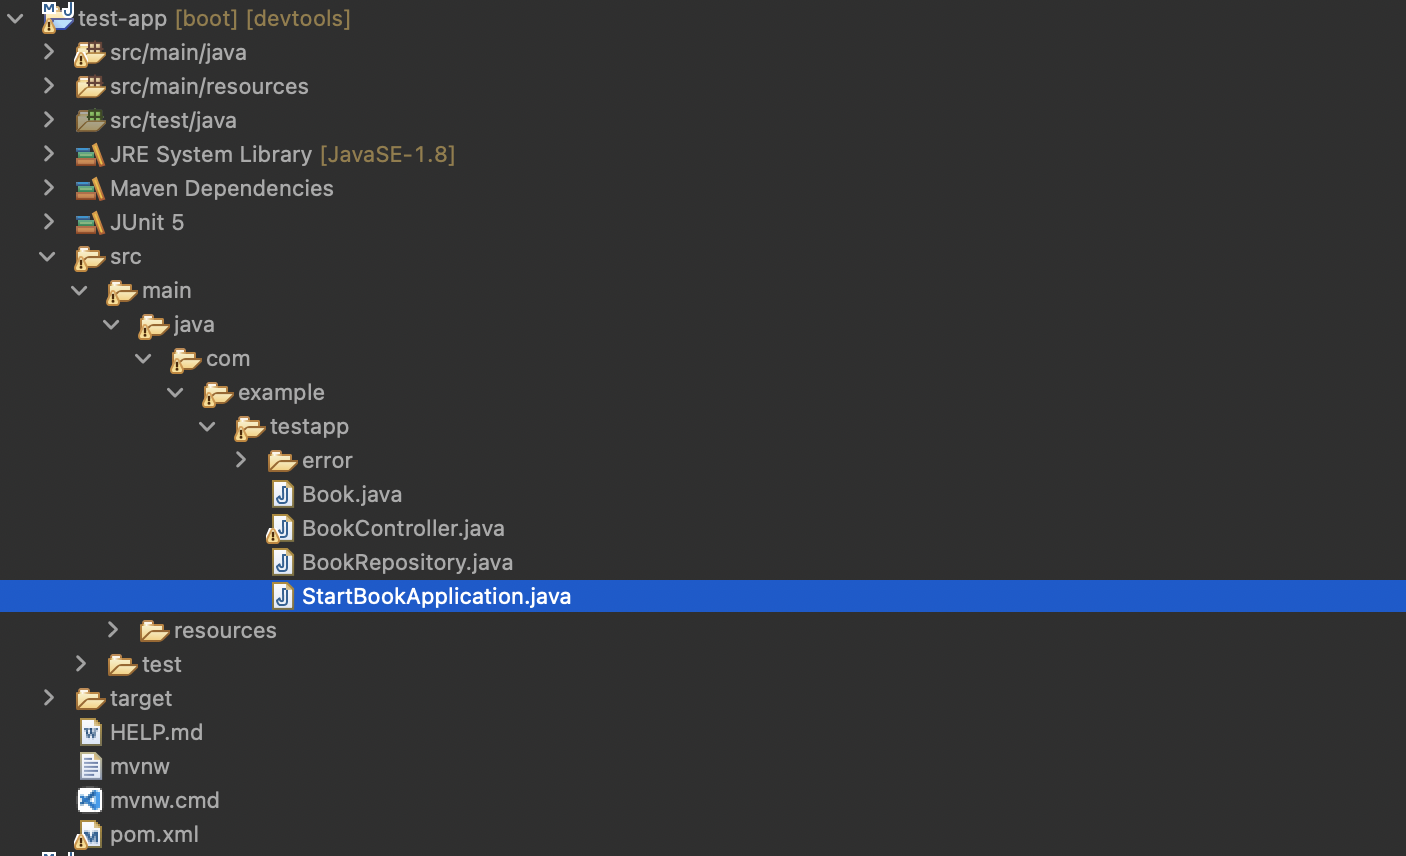 test-app [boot] [devtools]
src/main/java
src/main/resources
src/test/java
JRE System Library [JavaSE-1.8]
Maven Dependencies
JUnit 5
src
main
java
com
example
testapp
error
Book.java
BookController.java
BookRepository.java
StartBookApplication.java
resources
test
target
HELP.md
mvnw
mvnw.cmd
pom.xml